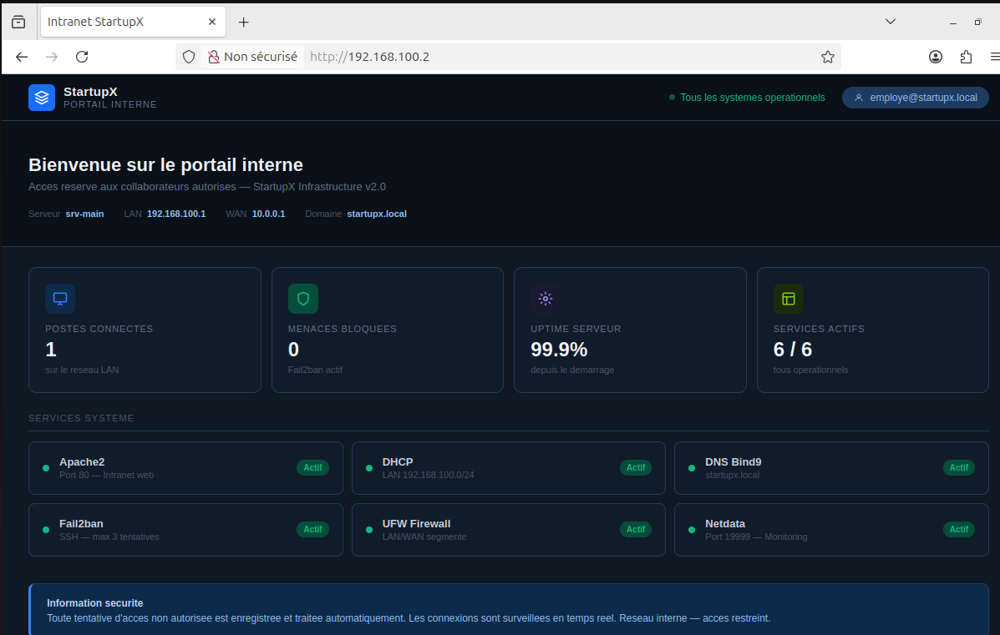 Intranet StartupX
Non sécurisé http://192.168.100.2
StartupX
PORTAIL INTERNE
Tous les systemes operationnels
employe@startupx.local
Bienvenue sur le portail interne
Acces reserve aux collaborateurs autorises — StartupX Infrastructure v2.0
Serveur srv-main LAN 192.168.100.1 WAN 10.0.0.1 Domaine startupx.local
POSTES CONNECTES
1
sur le reseau LAN
MENACES BLOQUEES
0
Fail2ban actif
UPTIME SERVEUR
99.9%
depuis le demarrage
SERVICES ACTIFS
6 / 6
tous operationnels
SERVICES SYSTEME
Apache2
Port 80 — Intranet web
Actif
DHCP
LAN 192.168.100.0/24
Actif
DNS Bind9
startupx.local
Actif
Fail2ban
SSH — max 3 tentatives
Actif
UFW Firewall
LAN/WAN segmente
Actif
Netdata
Port 19999 — Monitoring
Actif
Information securite
Toute tentative d'acces non autorisee est enregistree et traitee automatiquement. Les connexions sont surveillees en temps reel. Reseau interne — acces restreint.